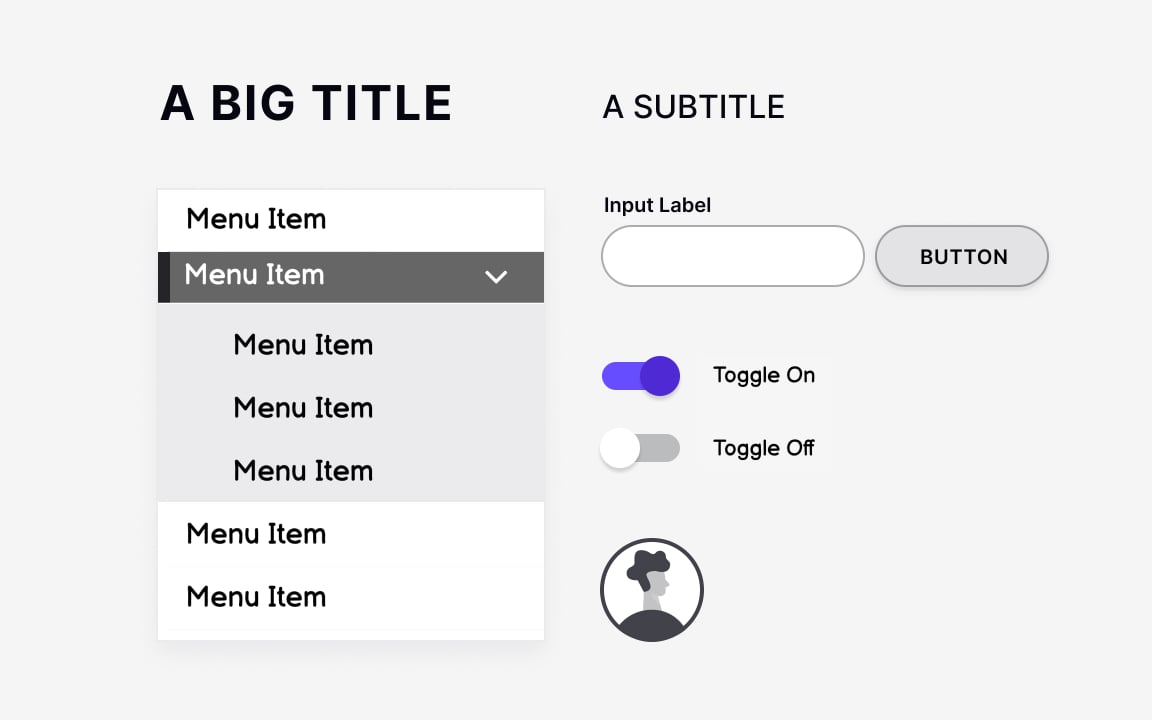 A BIG TITLE
A SUBTITLE
Menu Item
Menu Item
Menu Item
Menu Item
Menu Item
Menu Item
Menu Item
Input Label
BUTTON
Toggle On
Toggle Off